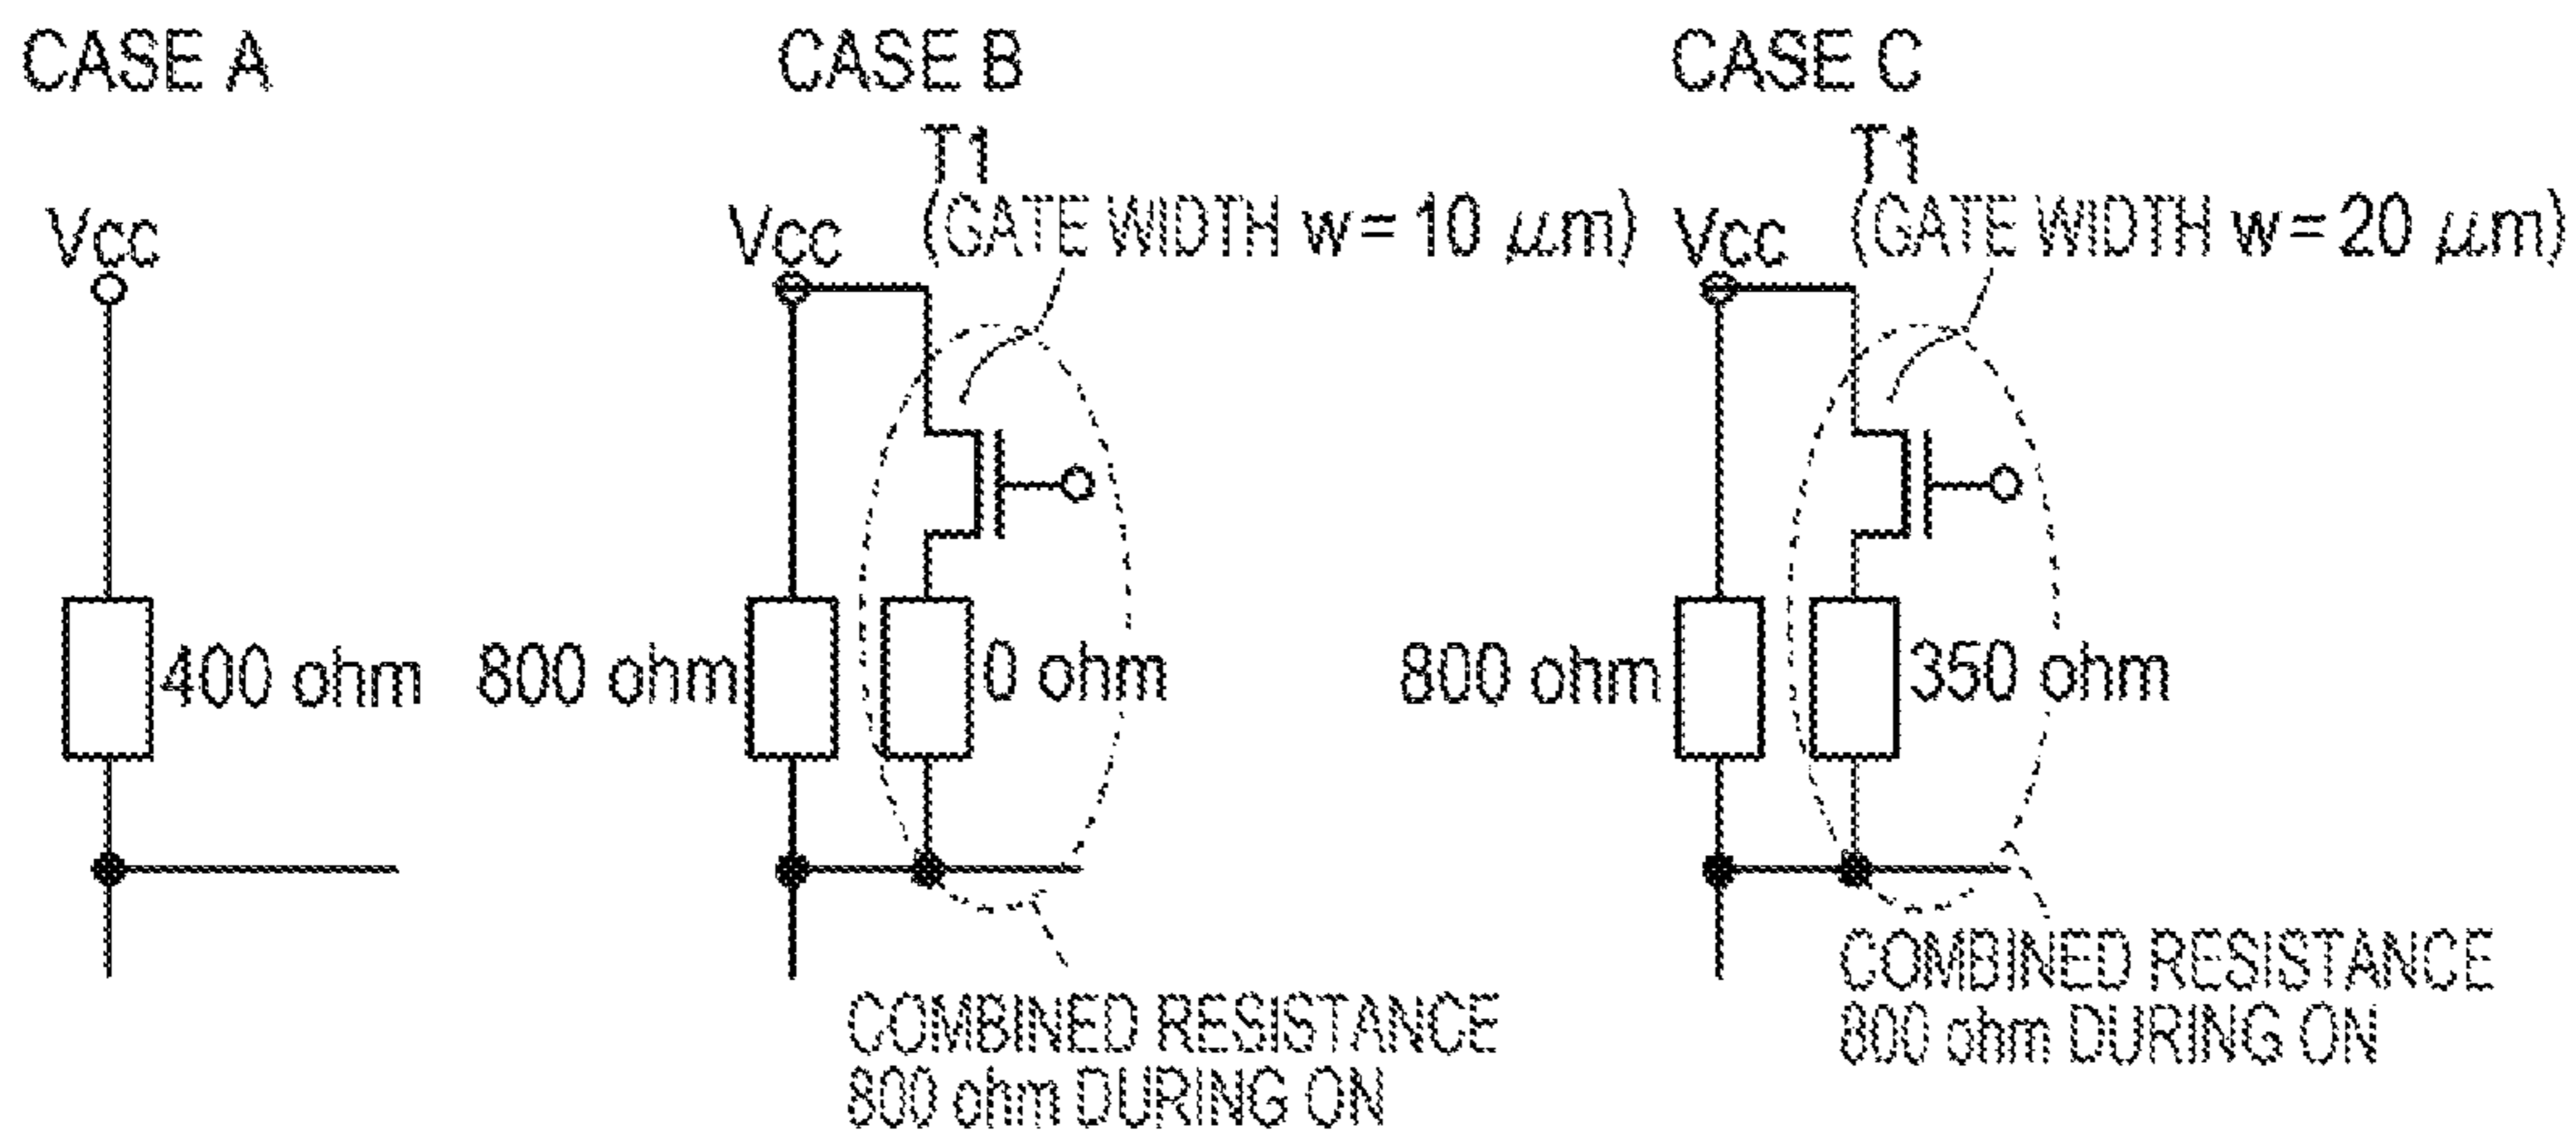 CASE A
Vcc
400 ohm
CASE B
T1
(GATE WIDTH w = 10 μm)
Vcc
800 ohm
0 ohm
COMBINED RESISTANCE
800 ohm DURING ON
CASE C
T1
(GATE WIDTH w = 20 μm)
Vcc
800 ohm
350 ohm
COMBINED RESISTANCE
800 ohm DURING ON